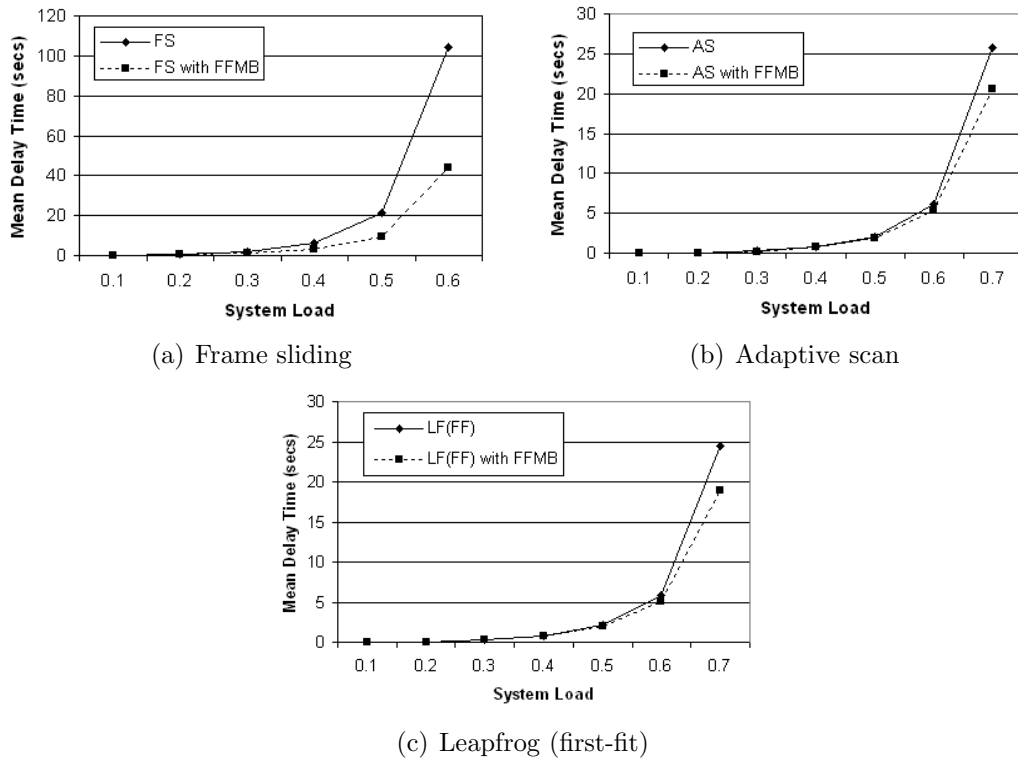 120
100
80
60
40
20
0
Mean Delay Time (secs)
FS
FS with FFMB
0.1 0.2 0.3 0.4 0.5 0.6
System Load
(a) Frame sliding
30
25
20
15
10
5
0
Mean Delay Time (secs)
AS
AS with FFMB
0.1 0.2 0.3 0.4 0.5 0.6 0.7
System Load
(b) Adaptive scan
30
25
20
15
10
5
0
Mean Delay Time (secs)
LF(FF)
LF(FF) with FFMB
0.1 0.2 0.3 0.4 0.5 0.6 0.7
System Load
(c) Leapfrog (first-fit)